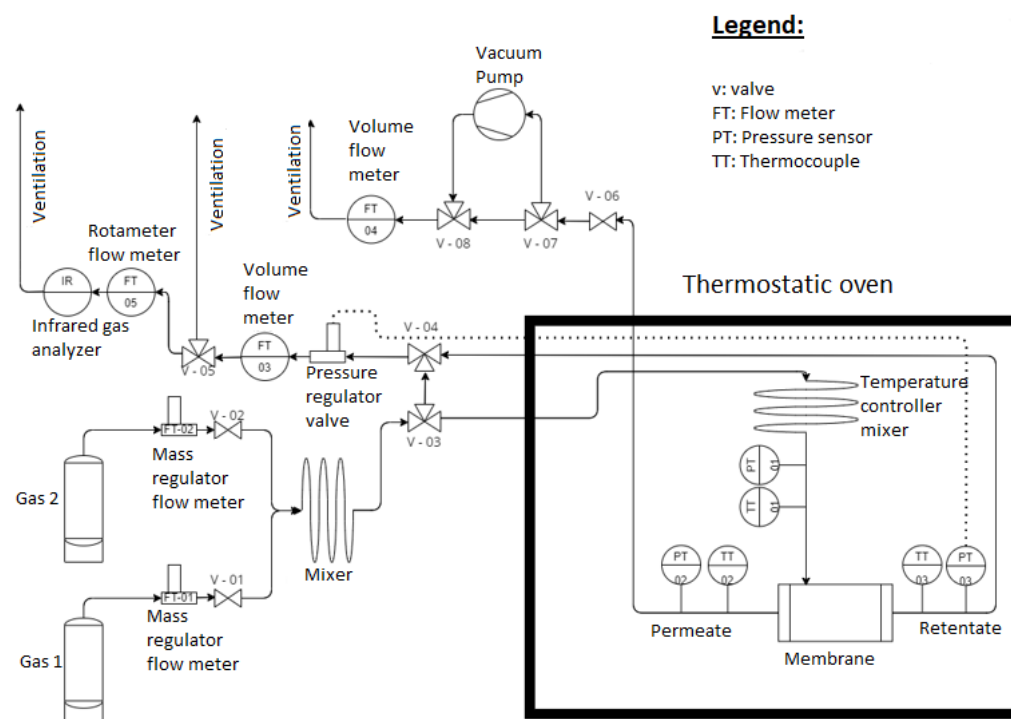 Legend:
v: valve
FT: Flow meter
PT: Pressure sensor
TT: Thermocouple
Vacuum
Pump
Volume
flow
meter
Ventilation
Ventilation
Ventilation
V - 06
FT
04
V - 08
V - 07
Rotameter
flow meter
Volume
flow
meter
IR
FT
05
Infrared gas
analyzer
V - 05
FT
03
Pressure
regulator
valve
V - 04
V - 03
Thermostatic oven
Temperature
controller
mixer
PT
01
TT
01
FT-02
V - 02
Mass
regulator
flow meter
Gas 2
Mixer
FT-01
V - 01
Mass
regulator
flow meter
Gas 1
PT
02
TT
02
TT
03
PT
03
Permeate
Retentate
Membrane